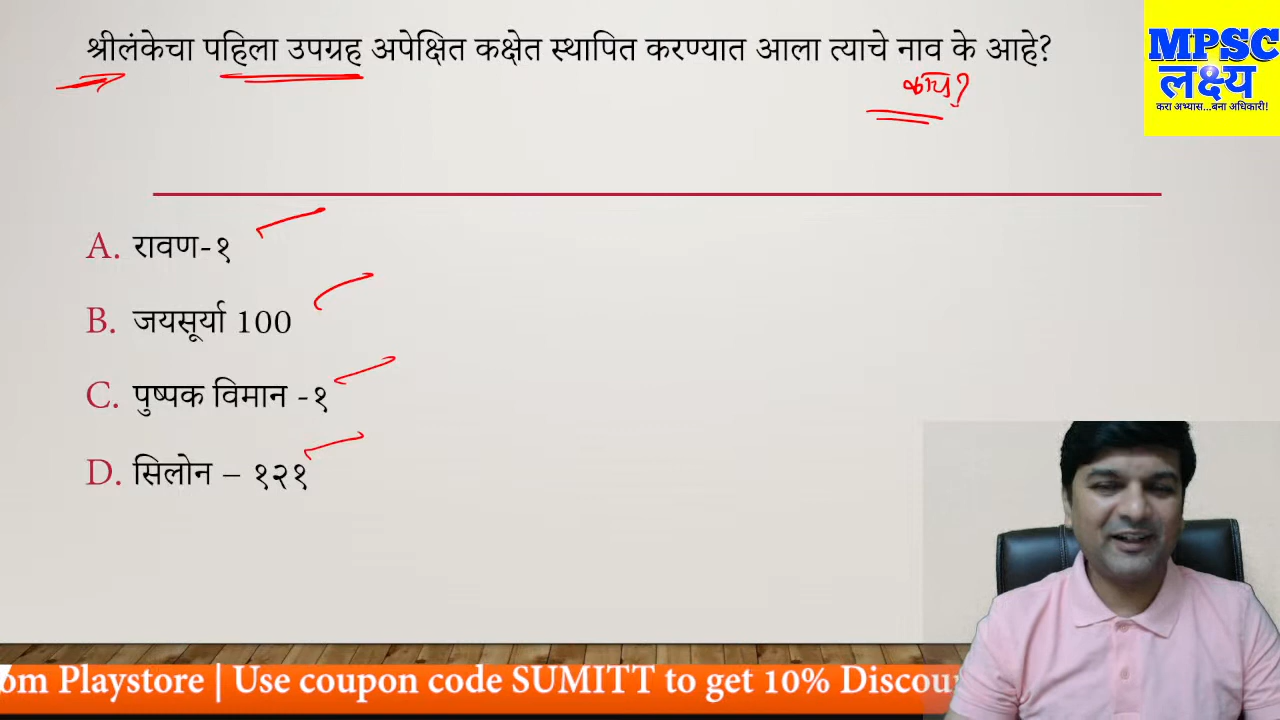 श्रीलंकेचा पहिला उपग्रह अपेक्षित कक्षेत स्थापित करण्यात आला त्याचे नाव के आहे?
काय?
MPSC
लक्ष्य
करा अभ्यास...बना अधिकारी!
A. रावण-१
B. जयसूर्या 100
C. पुष्पक विमान -१
D. सिलोन – १२१
om Playstore | Use coupon code SUMITT to get 10% Discou